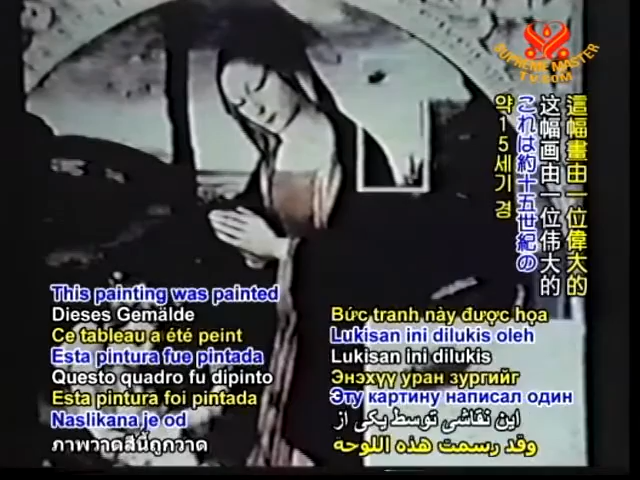 SUPREME MASTER
TV.COM
這幅畫由一位偉大的
这幅画由一位伟大的
これは約十五世紀の
약 15세기 경
This painting was painted
Dieses Gemälde
Ce tableau a été peint
Esta pintura fue pintada
Questo quadro fu dipinto
Esta pintura foi pintada
Naslikana je od
ภาพวาดสีนี้ถูกวาด
Bức tranh này được họa
Lukisan ini dilukis oleh
Lukisan ini dilukis
Энэхүү уран зургийг
Эту картину написал один
این نقاشی توسط یکی از
وقد رسمت هذه اللوحة